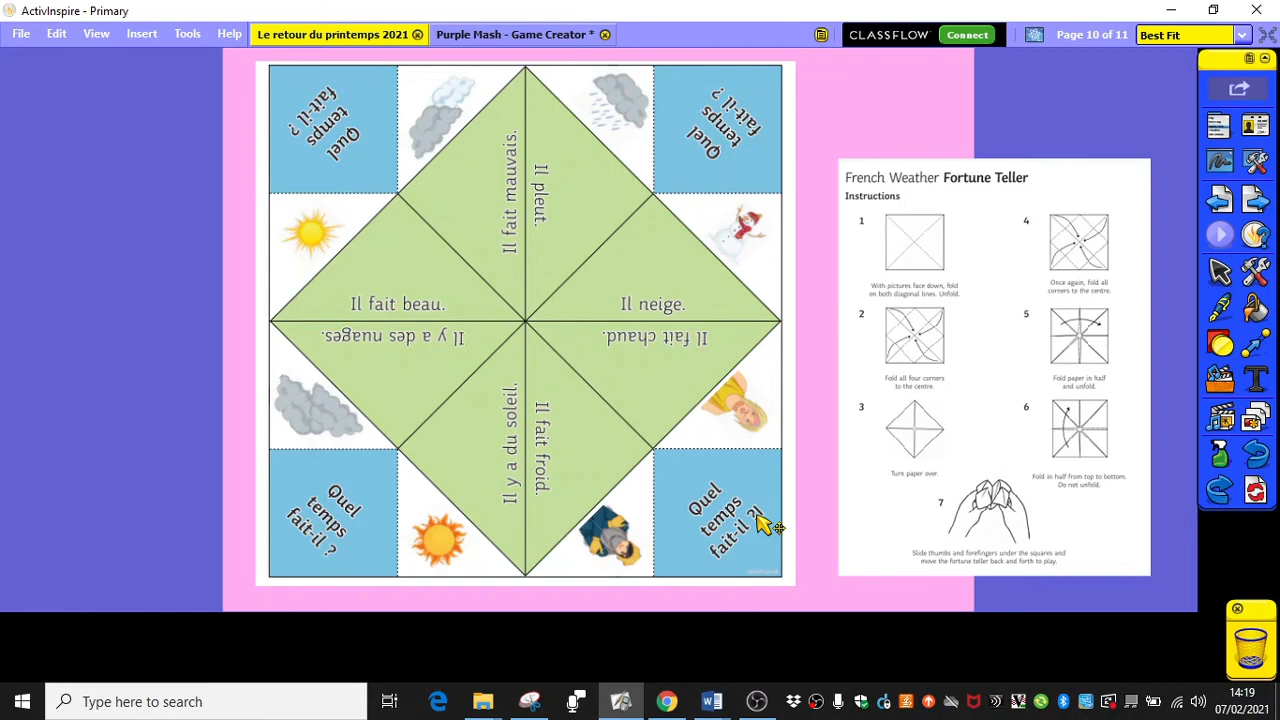 ActivInspire - Primary
File Edit View Insert Tools Help
Le retour du printemps 2021
Purple Mash - Game Creator *
CLASSFLOW
Connect
Page 10 of 11
Best Fit
Quel
temps
fait-il ?
Quel
temps
fait-il ?
Il fait mauvais.
Il pleut.
Il fait beau.
Il neige.
Il y a des nuages.
Il fait chaud.
Il y a du soleil.
Il fait froid.
Quel
temps
fait-il ?
Quel
temps
fait-il ?
French Weather Fortune Teller
Instructions
1
With pictures face down, fold
on both diagonal lines. Unfold.
2
Fold all four corners
to the centre.
3
Turn paper over.
4
Once again, fold all
corners to the centre.
5
Fold paper in half
and unfold.
6
Fold in half from top to bottom.
Do not unfold.
7
Slide thumbs and forefingers under the squares and
move the fortune teller back and forth to play.
Type here to search
14:19
07/02/2021